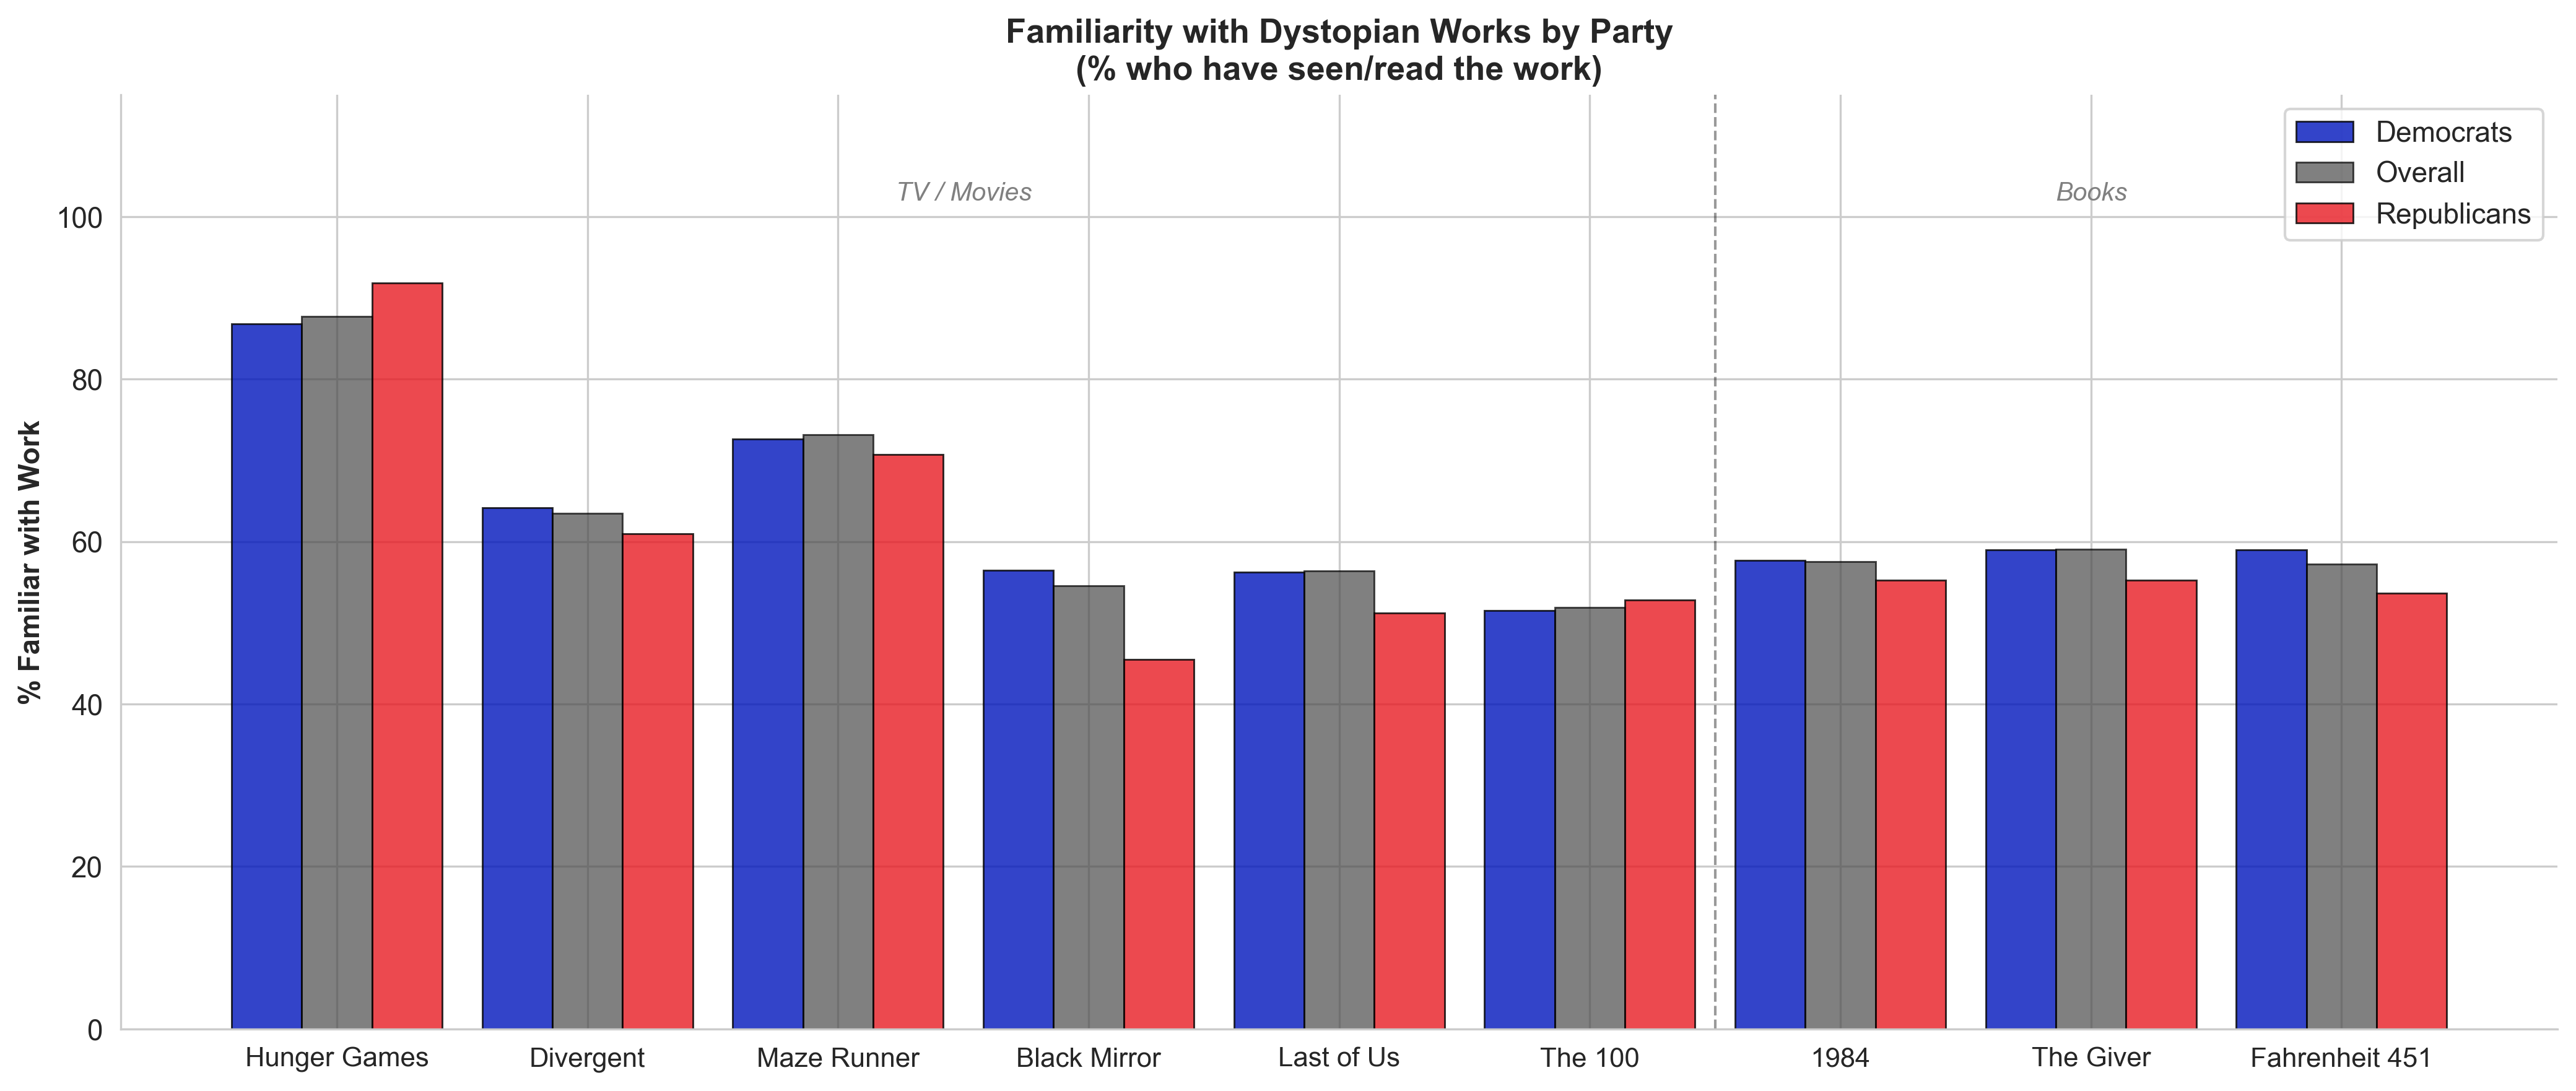 Familiarity with Dystopian Works by Party
(% who have seen/read the work)
Democrats
Overall
Republicans
TV / Movies
Books
% Familiar with Work
100
80
60
40
20
0
Hunger Games
Divergent
Maze Runner
Black Mirror
Last of Us
The 100
1984
The Giver
Fahrenheit 451